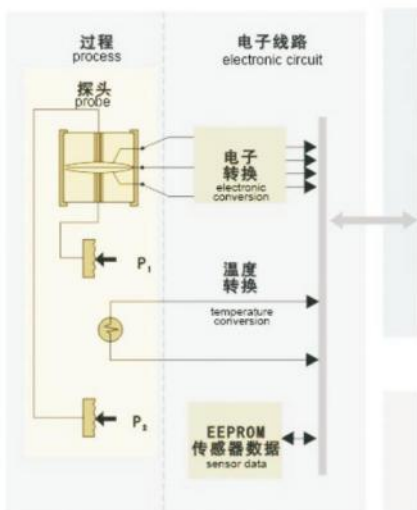 过程
process
电子线路
electronic circuit
探头
probe
电子
转换
electronic
conversion
P₁
温度
转换
temperature
conversion
P₂
EEPROM
传感器数据
sensor data